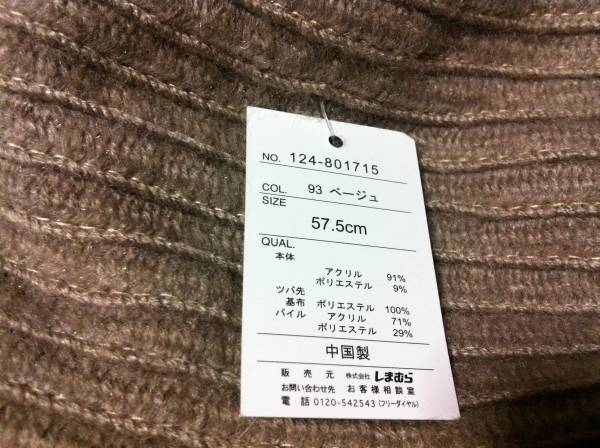 NO. 124-801715
COL. 93 ベージュ
SIZE
57.5cm
QUAL.
本体
アクリル 91%
ポリエステル 9%
ツバ先
基布 ポリエステル 100%
パイル アクリル 71%
ポリエステル 29%
中国製
販売元 株式会社 しまむら
お問い合わせ先 お客様相談室
電話 0120-542543 (フリーダイヤル)